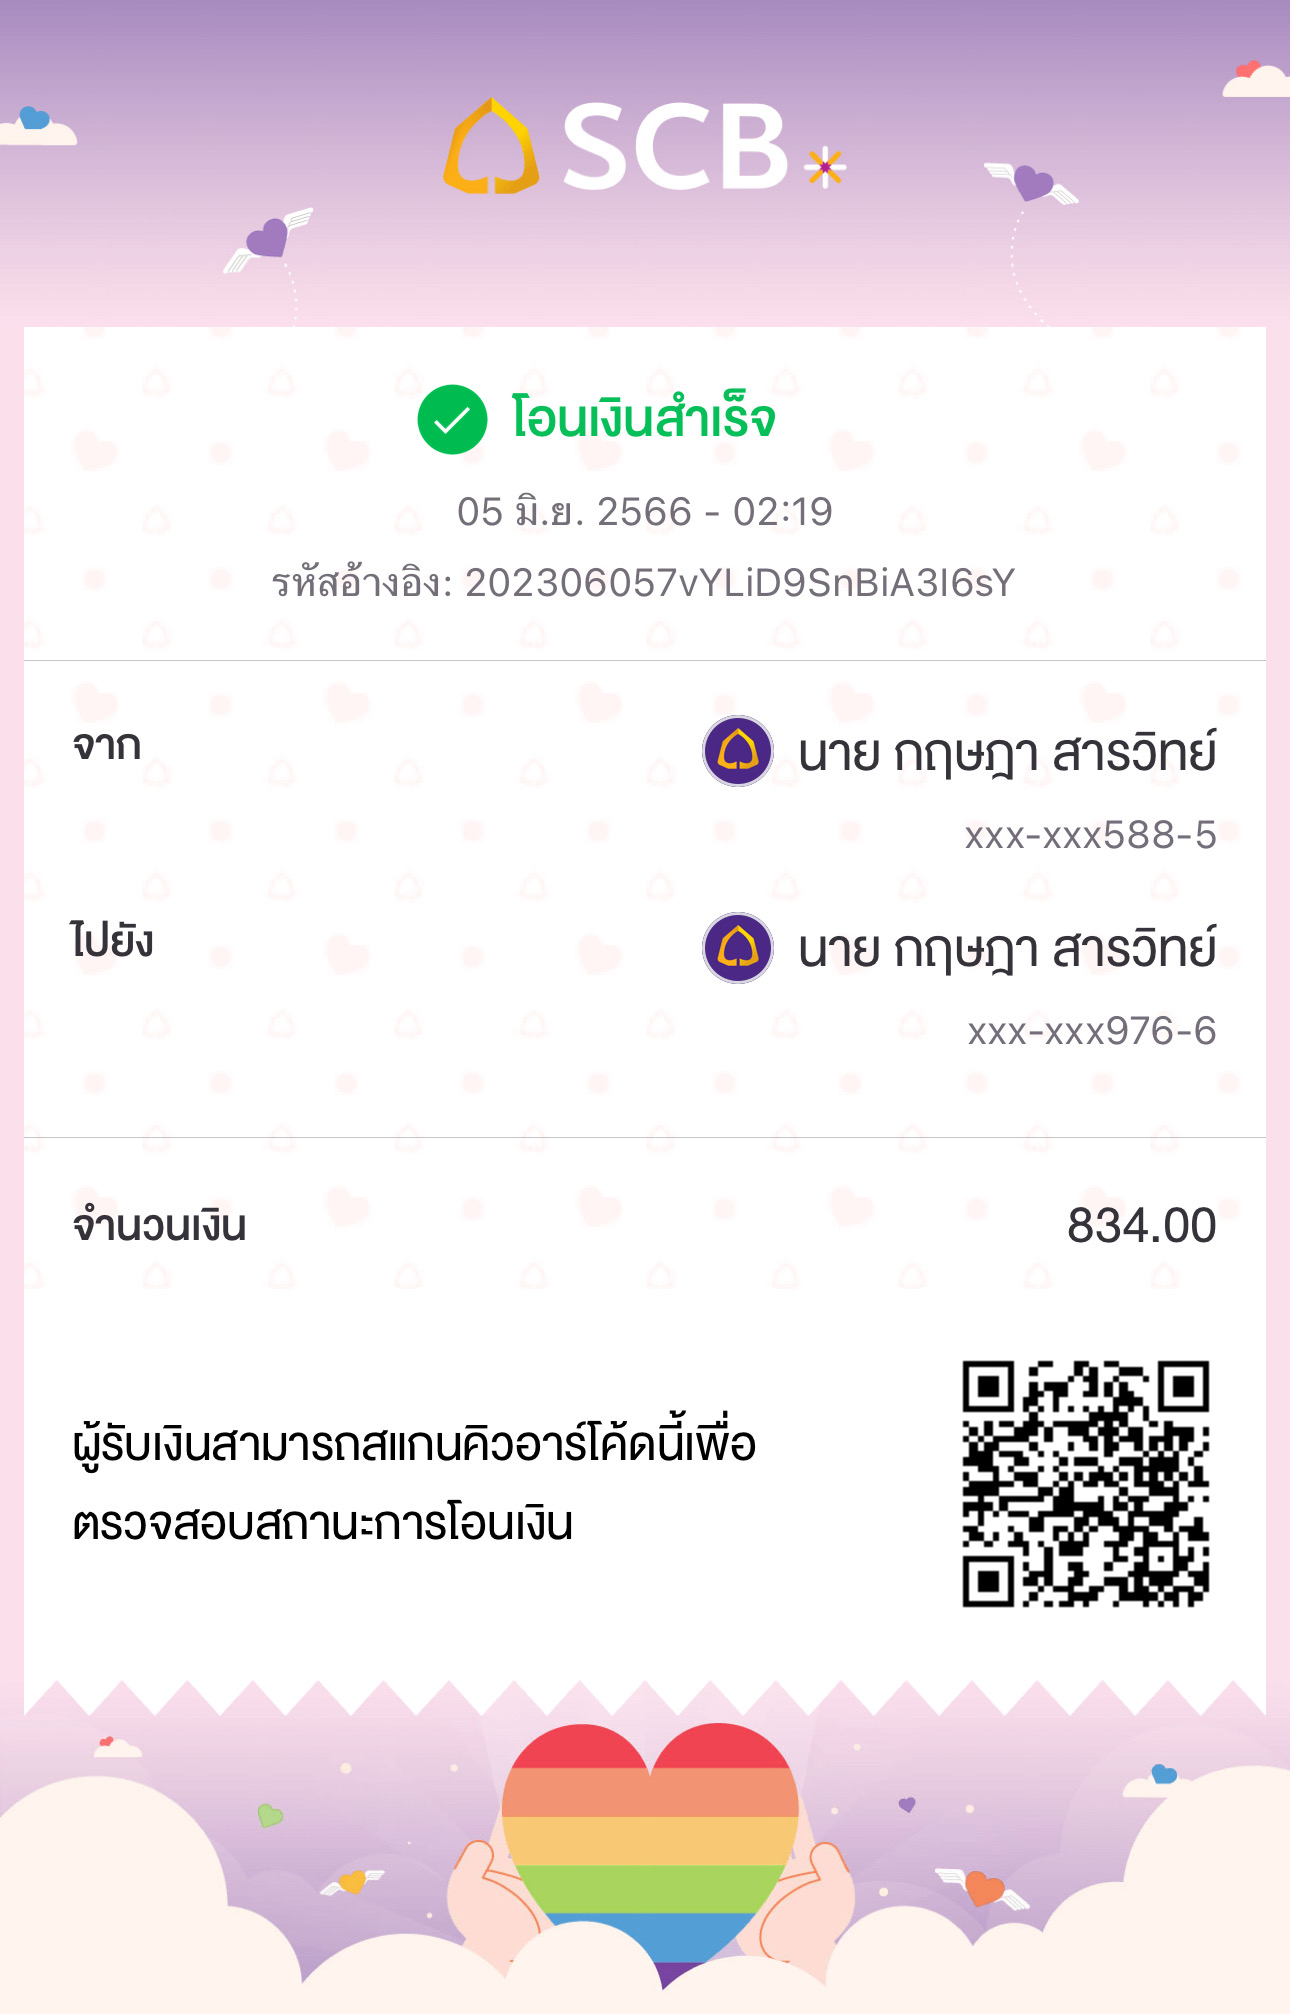 SCB
โอนเงินสำเร็จ
05 มิ.ย. 2566 - 02:19
รหัสอ้างอิง: 202306057vYLiD9SnBiA3I6sY
จาก
นาย กฤษฎา สารวิทย์
xxx-xxx588-5
ไปยัง
นาย กฤษฎา สารวิทย์
xxx-xxx976-6
จำนวนเงิน 834.00
ผู้รับเงินสามารถสแกนคิวอาร์โค้ดนี้เพื่อ
ตรวจสอบสถานะการโอนเงิน